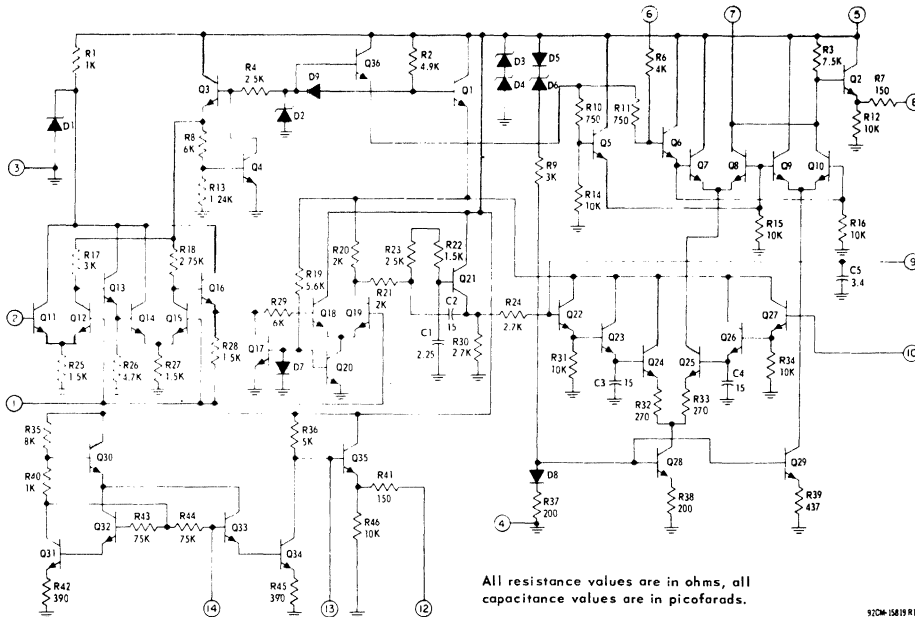 6
7
5
R1
1K
R4
2.5K
D9
Q36
R2
4.9K
Q1
D3
D4
D5
D6
R6
4K
R3
7.5K
Q2
R7
150
8
R12
10K
Q3
D2
D1
3
R8
6K
Q4
R13
1.24K
R10
750
R11
750
Q5
Q6
Q7
Q8
Q9
Q10
R9
3K
R14
10K
R15
10K
R16
10K
9
R17
3K
Q13
R18
2.75K
Q16
R19
5.6K
R20
2K
R23
2.5K
R22
1.5K
Q21
C5
3.4
2
Q11
Q12
Q14
Q15
R29
6K
Q18
R21
2K
Q19
C2
15
R24
2.7K
Q22
Q23
Q24
Q25
Q26
Q27
R25
1.5K
R26
4.7K
R27
1.5K
R28
1.5K
Q17
D7
Q20
C1
2.25
R30
2.7K
R31
10K
C3
15
C4
15
R34
10K
10
R32
270
R33
270
1
R35
8K
Q30
R36
5K
Q35
R40
1K
R41
150
Q28
Q29
D8
R37
200
R38
200
R39
437
4
Q32
R43
75K
R44
75K
Q33
Q31
Q34
R46
10K
R42
390
R45
390
14
13
12
All resistance values are in ohms, all
capacitance values are in picofarads.
92CM-15819R1